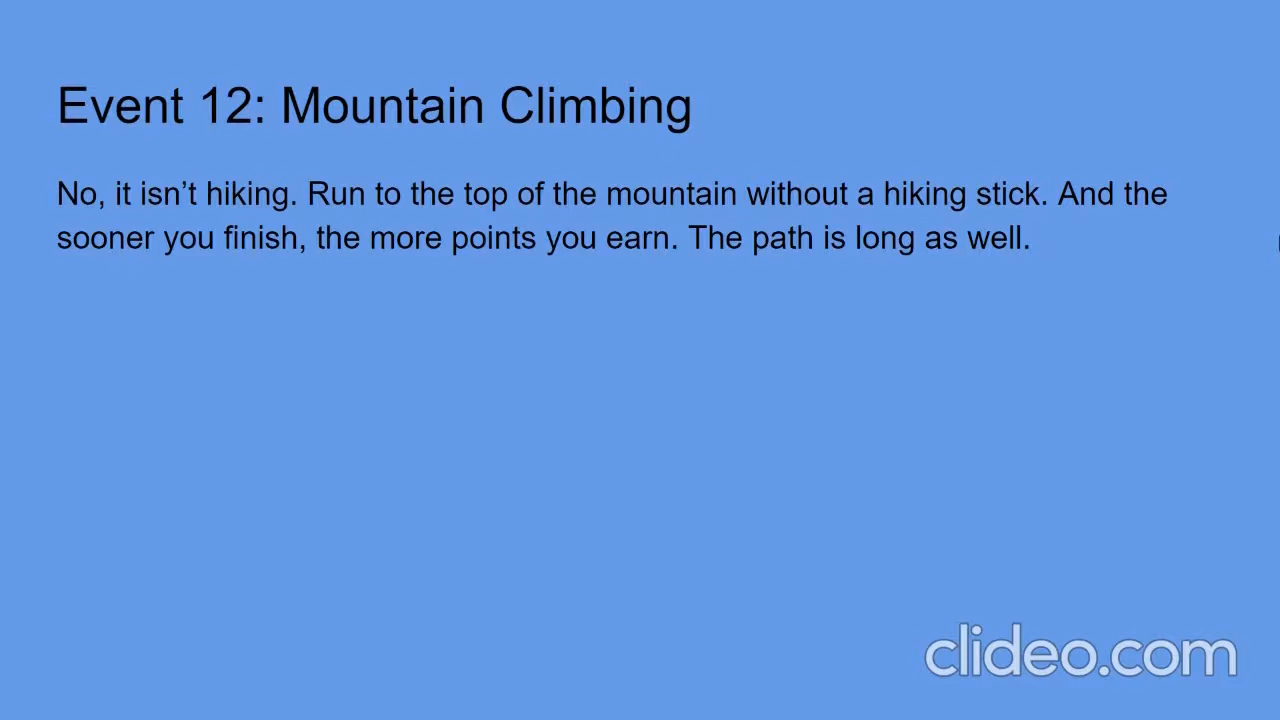 Event 12: Mountain Climbing
No, it isn’t hiking. Run to the top of the mountain without a hiking stick. And the
sooner you finish, the more points you earn. The path is long as well.
clideo.com